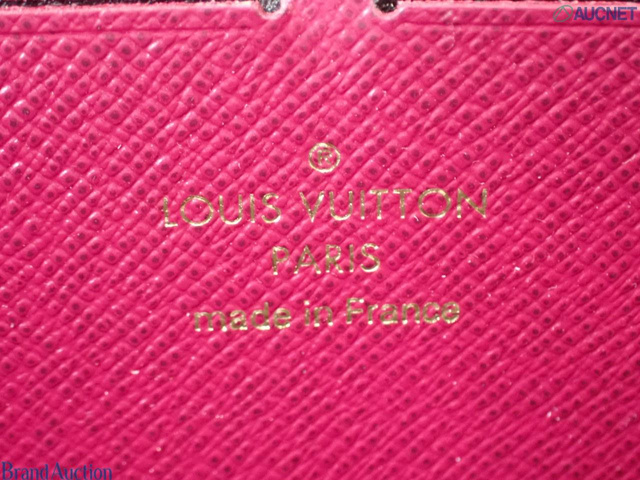 AUCNET
®
LOUIS VUITTON
PARIS
made in France
Brand Auction